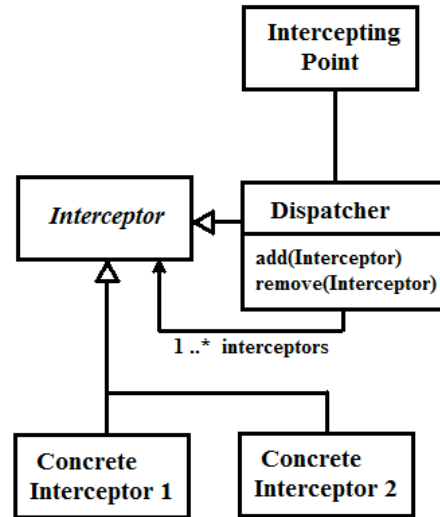 Intercepting
Point
Interceptor
Dispatcher
add(Interceptor)
remove(Interceptor)
1 ..* interceptors
Concrete
Interceptor 1
Concrete
Interceptor 2